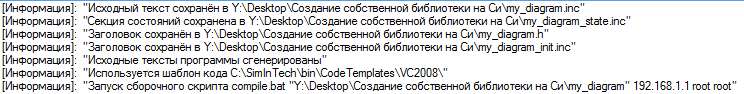 [Информация]: "Исходный текст сохранён в Y:\Desktop\Создание собственной библиотеки на Си\my_diagram.inc"
[Информация]: "Секция состояний сохранена в Y:\Desktop\Создание собственной библиотеки на Си\my_diagram_state.inc"
[Информация]: "Заголовок сохранён в Y:\Desktop\Создание собственной библиотеки на Си\my_diagram.h"
[Информация]: "Заголовок сохранён в Y:\Desktop\Создание собственной библиотеки на Си\my_diagram_init.inc"
[Информация]: "Исходные тексты программы сгенерированы"
[Информация]: "Используется шаблон кода C:\SimInTech\bin\CodeTemplates\VC2008\"
[Информация]: "Запуск сборочного скрипта compile.bat "Y:\Desktop\Создание собственной библиотеки на Си\my_diagram" 192.168.1.1 root root"